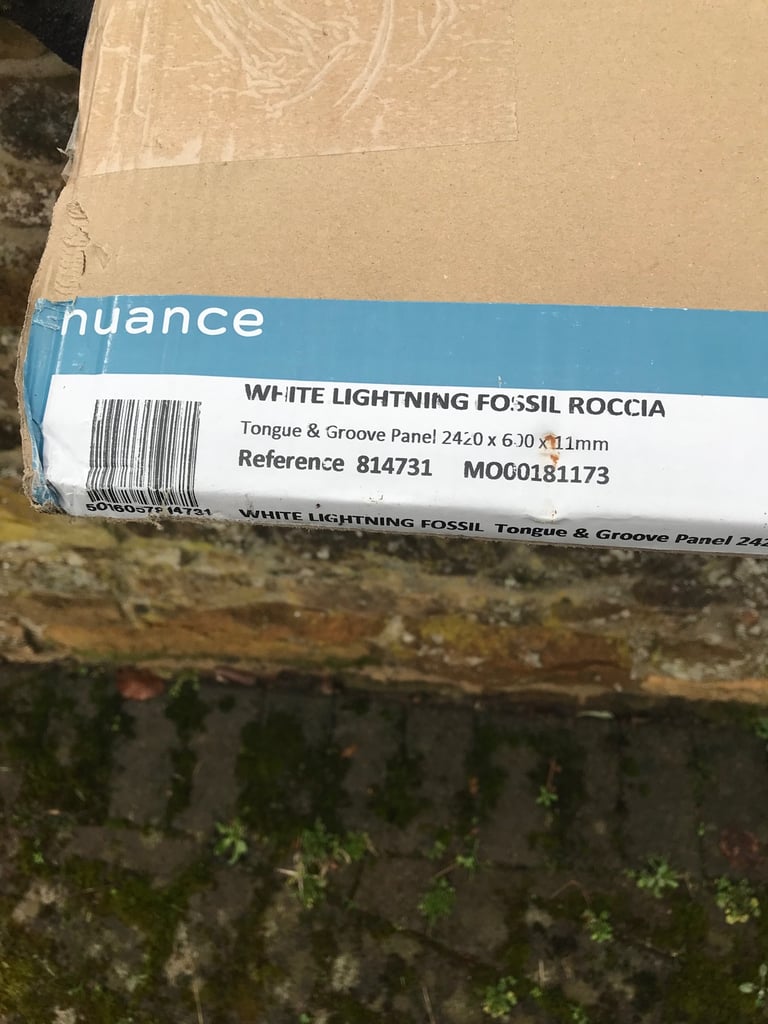 nuance
WHITE LIGHTNING FOSSIL ROCCIA
Tongue & Groove Panel 2420 x 600 x 11mm
Reference 814731 MO00181173
WHITE LIGHTNING FOSSIL Tongue & Groove Panel 242